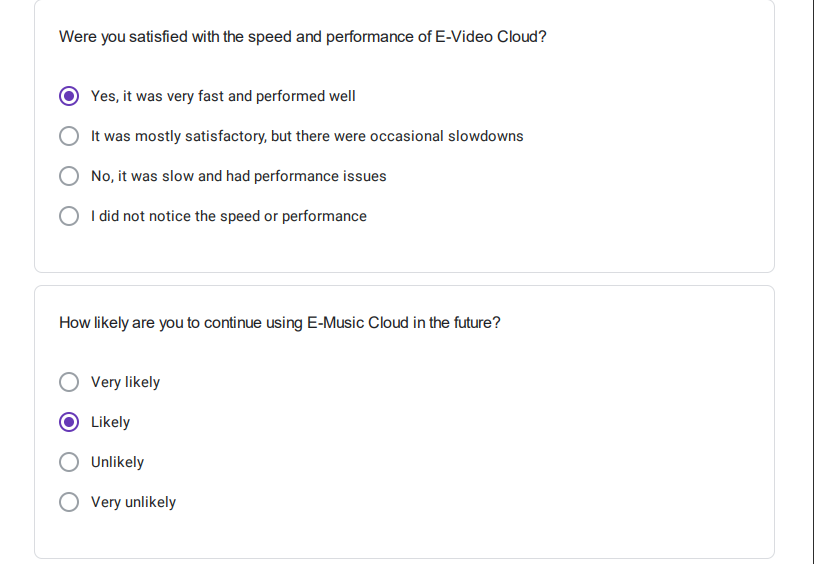 Were you satisfied with the speed and performance of E-Video Cloud?
Yes, it was very fast and performed well
It was mostly satisfactory, but there were occasional slowdowns
No, it was slow and had performance issues
I did not notice the speed or performance
How likely are you to continue using E-Music Cloud in the future?
Very likely
Likely
Unlikely
Very unlikely